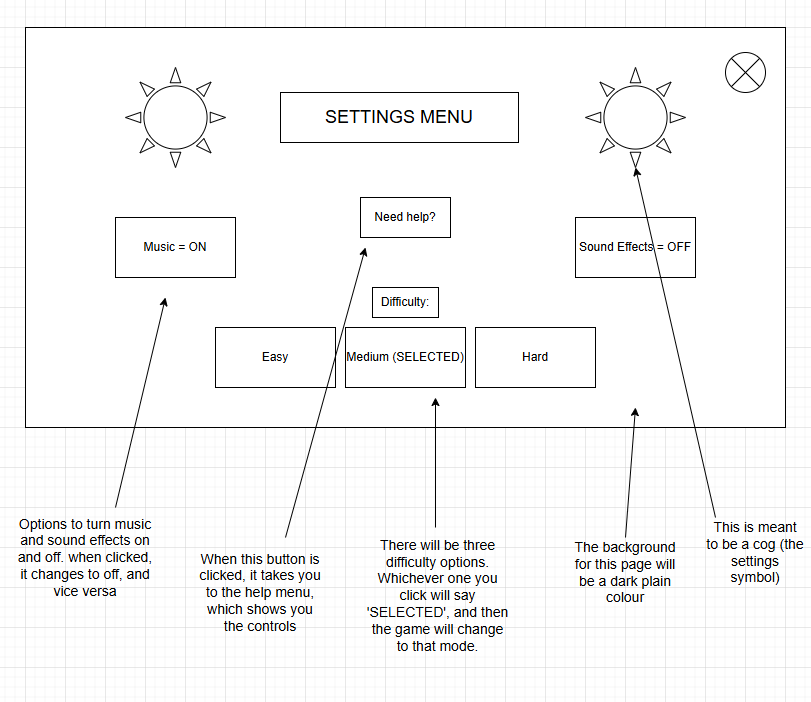 SETTINGS MENU
Need help?
Music = ON
Sound Effects = OFF
Difficulty:
Easy
Medium (SELECTED)
Hard
Options to turn music
and sound effects on
and off. when clicked,
it changes to off, and
vice versa
When this button is
clicked, it takes you
to the help menu,
which shows you
the controls
There will be three
difficulty options.
Whichever one you
click will say
'SELECTED', and then
the game will change
to that mode.
The background
for this page will
be a dark plain
colour
This is meant
to be a cog (the
settings
symbol)